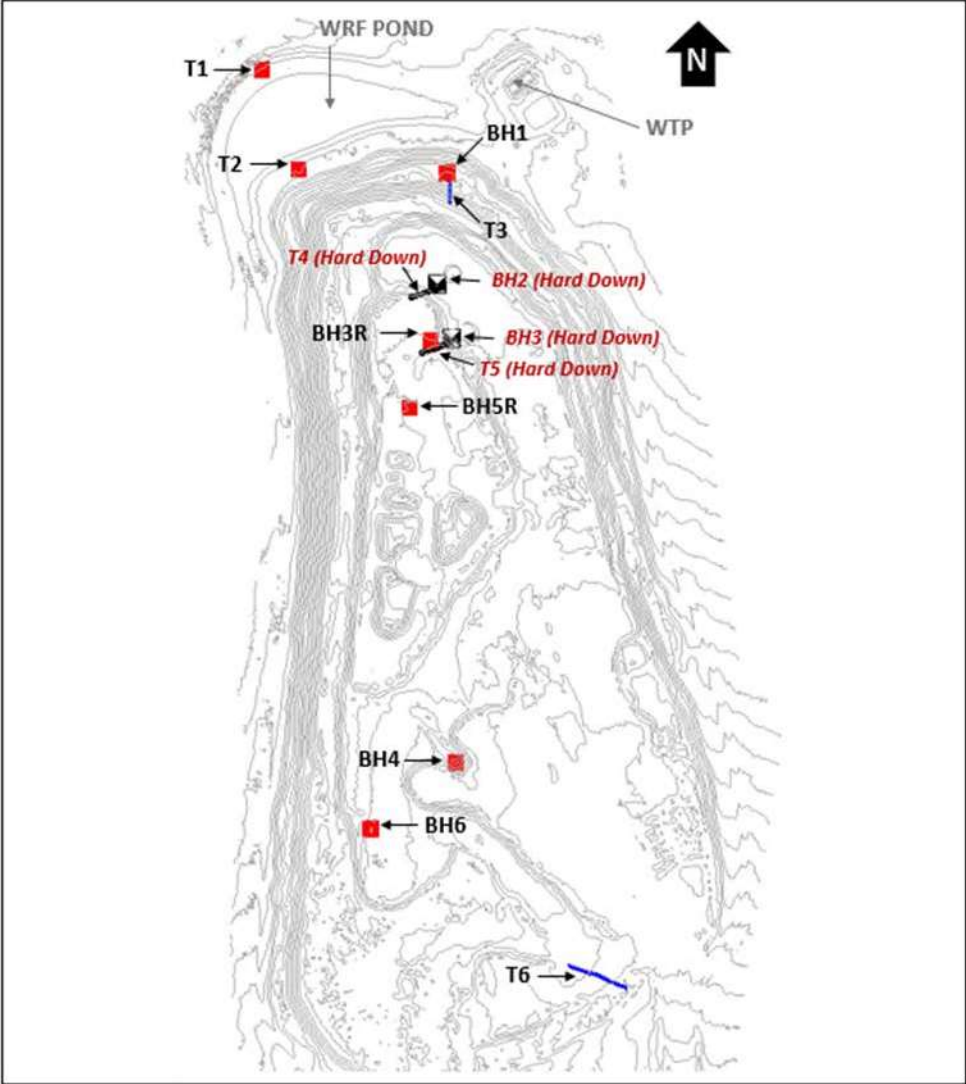 WRF POND
N
T1
WTP
BH1
T2
T3
T4 (Hard Down)
BH2 (Hard Down)
BH3R
BH3 (Hard Down)
T5 (Hard Down)
BH5R
BH4
BH6
T6